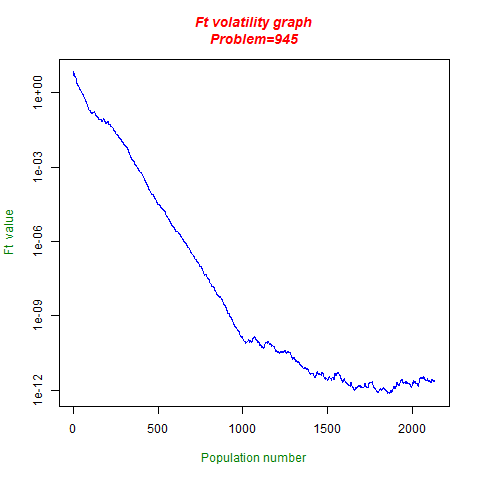 Ft volatility graph
Problem=945
Ft value
1e+00
1e-03
1e-06
1e-09
1e-12
0 500 1000 1500 2000
Population number